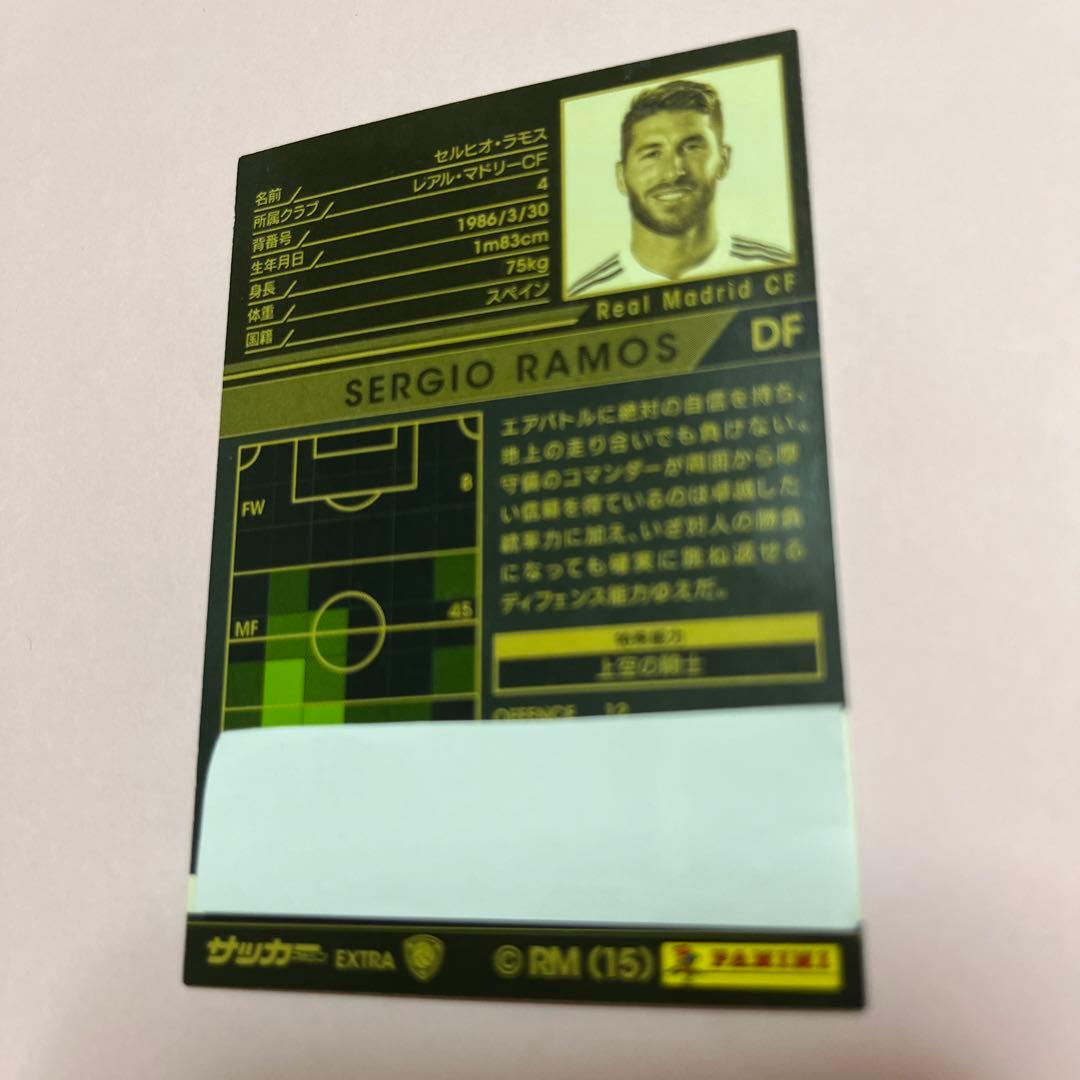 名前 セルヒオ・ラモス
所属クラブ レアル・マドリーCF
背番号 4
生年月日 1986/3/30
身長 1m83cm
体重 75kg
国籍 スペイン
Real Madrid CF
SERGIO RAMOS DF
エアバトルに絶対の自信を持ち、
地上の走り合いでも負けない。
守備のコマンダーが周囲から厚
い信頼を得ているのは卓越した
統率力に加え、いざ対人の勝負
になっても確実に跳ね返せる
ディフェンス能力ゆえだ。
FW 8
MF 45
特殊能力
上空の騎士
OFFENCE 12
サッカー EXTRA © RM (15) PANINI